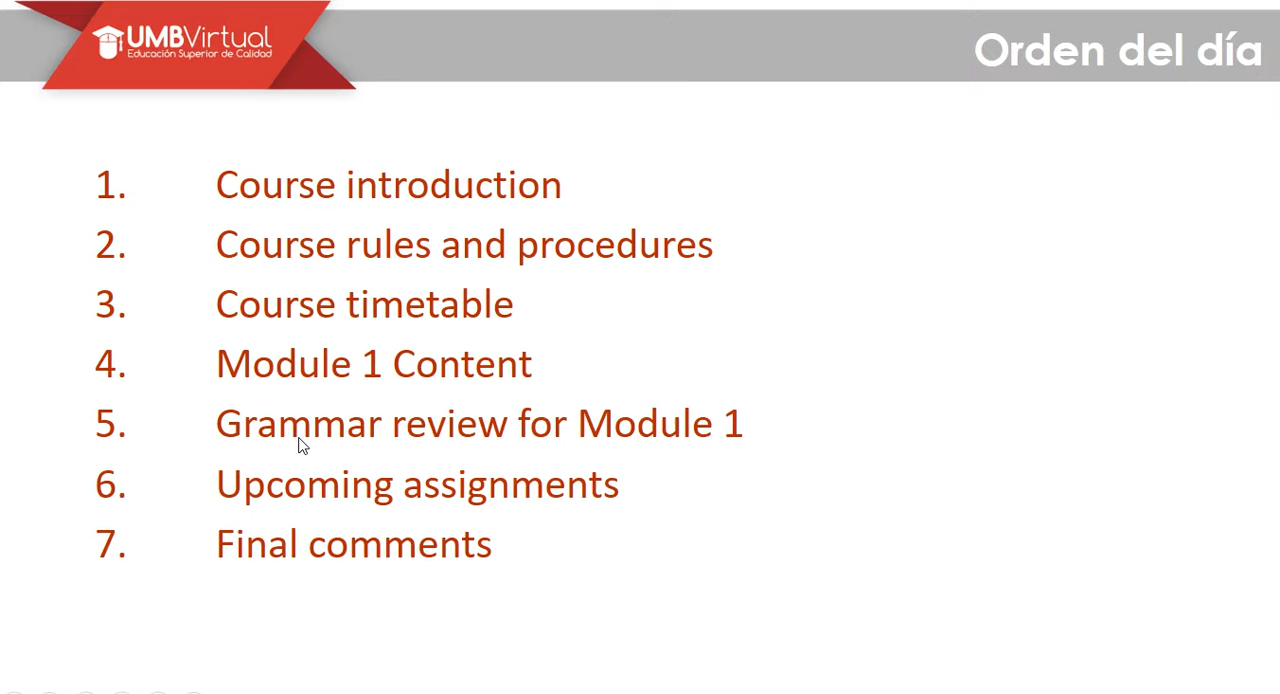 UMBVirtual
Educación Superior de Calidad
Orden del día
1. Course introduction
2. Course rules and procedures
3. Course timetable
4. Module 1 Content
5. Grammar review for Module 1
6. Upcoming assignments
7. Final comments